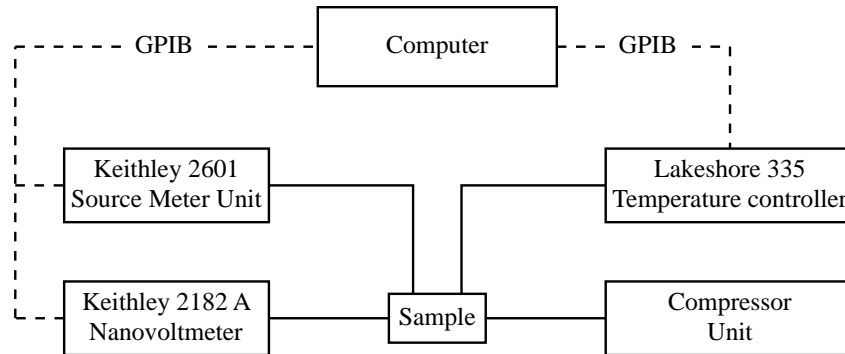 GPIB
Computer
GPIB
Keithley 2601
Source Meter Unit
Lakeshore 335
Temperature controller
Keithley 2182 A
Nanovoltmeter
Sample
Compressor
Unit